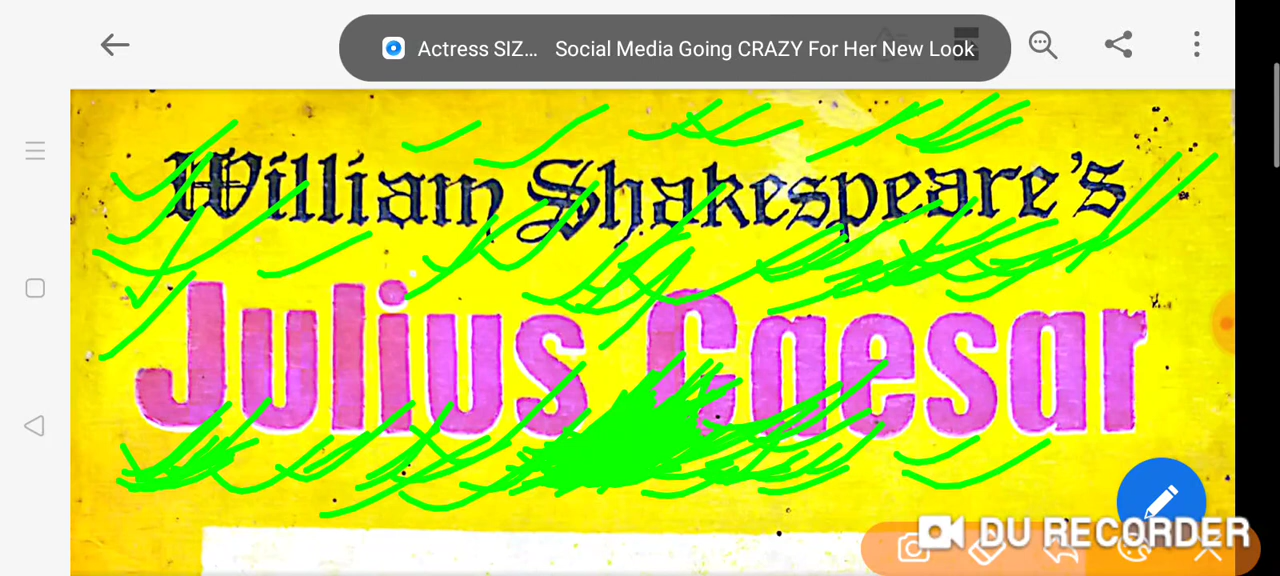 Actress SIZ... Social Media Going CRAZY For Her New Look
William Shakespeare's
Julius Caesar
DU RECORDER